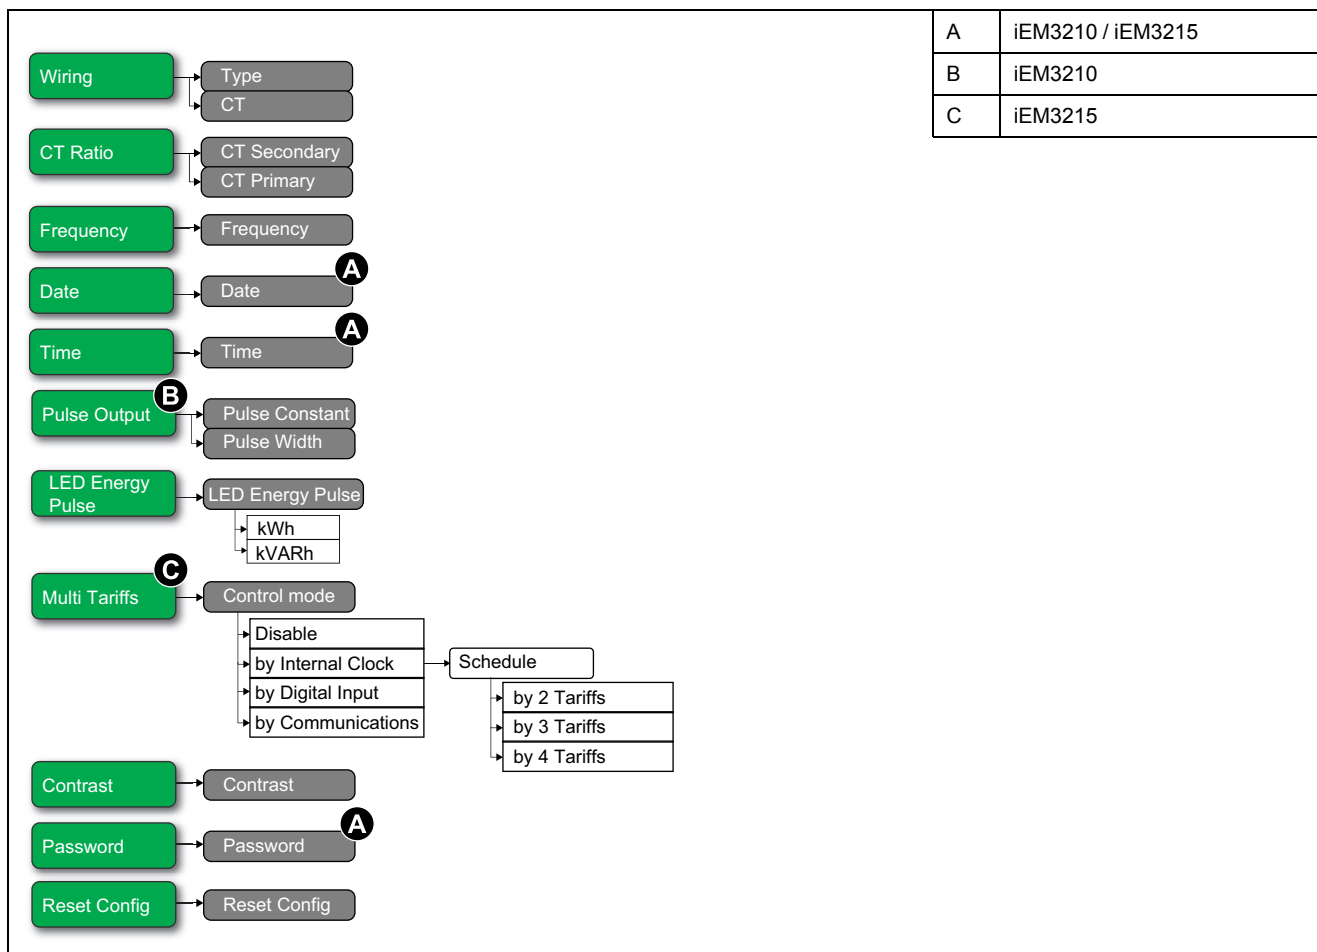 A iEM3210 / iEM3215
B iEM3210
C iEM3215
Wiring
Type
CT
CT Ratio
CT Secondary
CT Primary
Frequency
Frequency
Date
Date
A
Time
Time
A
Pulse Output
B
Pulse Constant
Pulse Width
LED Energy
Pulse
LED Energy Pulse
kWh
kVARh
Multi Tariffs
C
Control mode
Disable
by Internal Clock
by Digital Input
by Communications
Schedule
by 2 Tariffs
by 3 Tariffs
by 4 Tariffs
Contrast
Contrast
Password
Password
A
Reset Config
Reset Config